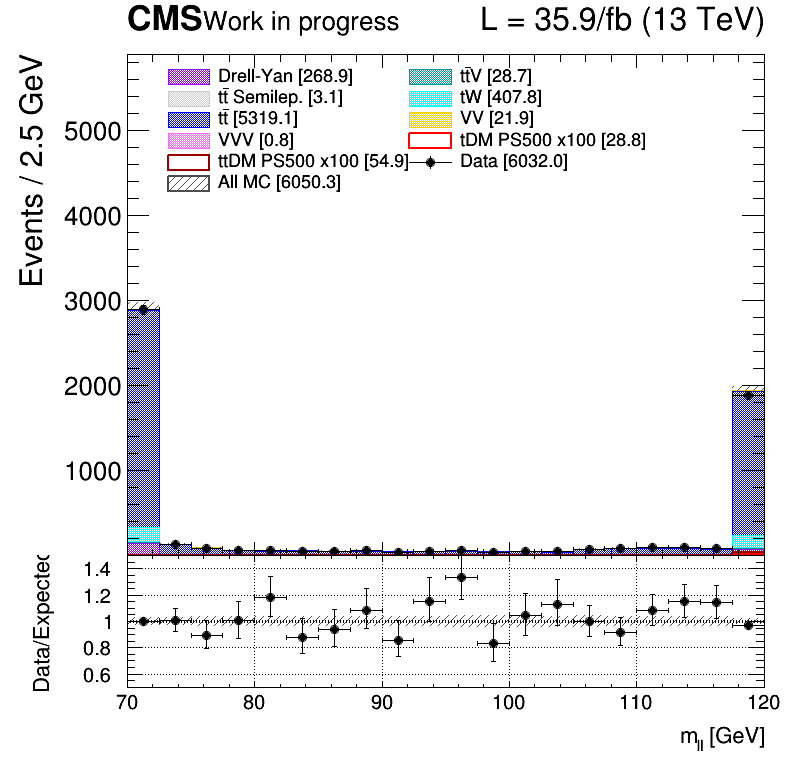 CMS Work in progress L = 35.9/fb (13 TeV)
Events / 2.5 GeV
5000
4000
3000
2000
1000
Drell-Yan [268.9]
tt̄ Semilep. [3.1]
tt̄ [5319.1]
VVV [0.8]
ttDM PS500 x100 [54.9]
All MC [6050.3]
tt̄V [28.7]
tW [407.8]
VV [21.9]
tDM PS500 x100 [28.8]
Data [6032.0]
Data/Expected
1.4
1.2
1
0.8
0.6
70 80 90 100 110 120
m_ll [GeV]